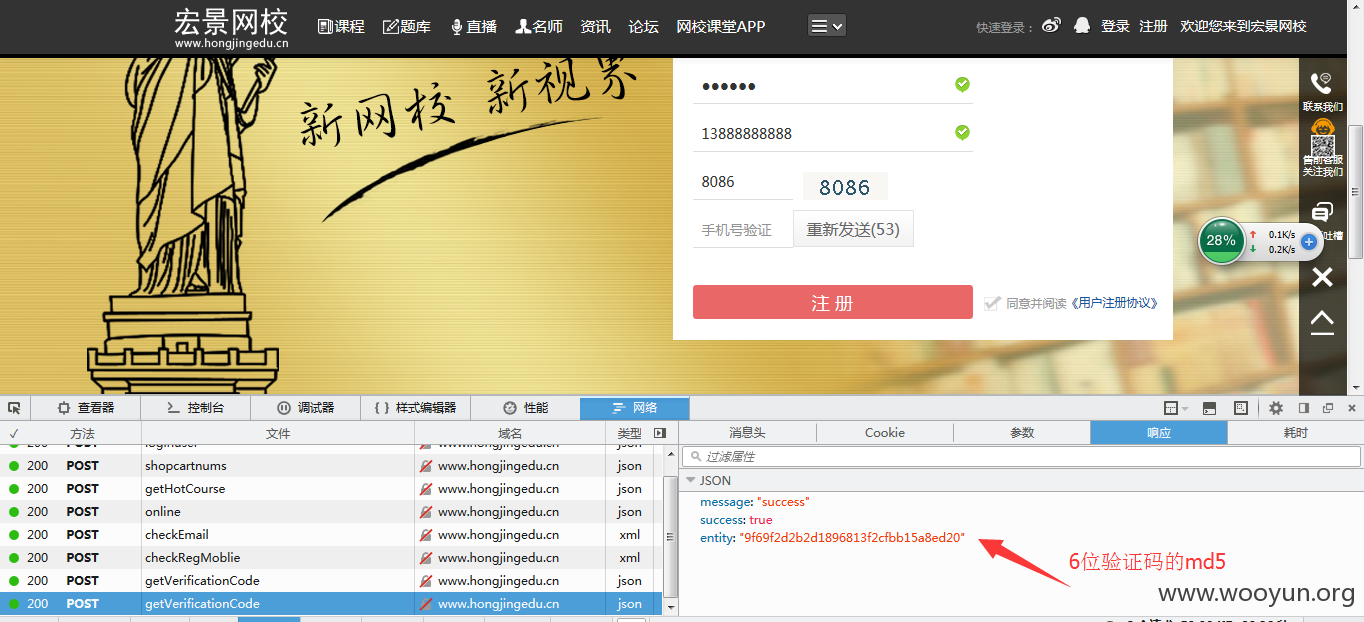 宏景网校
www.hongjingedu.cn
课程 题库 直播 名师 资讯 论坛 网校课堂APP
快速登录： 登录 注册 欢迎您来到宏景网校
新网校 新视界
••••••
13888888888
8086 8086
手机号验证 重新发送(53)
注 册 同意并阅读《用户注册协议》
联系我们
售前客服
关注我们
吐槽
28% 0.1K/s
0.2K/s
查看器 控制台 调试器 样式编辑器 性能 网络
✓ 方法 文件 域名 类型 消息头 Cookie 参数 响应 耗时
过滤属性
200 POST shopcartnums www.hongjingedu.cn json
200 POST getHotCourse www.hongjingedu.cn json
200 POST online www.hongjingedu.cn json
200 POST checkEmail www.hongjingedu.cn xml
200 POST checkRegMoblie www.hongjingedu.cn xml
200 POST getVerificationCode www.hongjingedu.cn json
200 POST getVerificationCode www.hongjingedu.cn json
JSON
message: "success"
success: true
entity: "9f69f2d2b2d1896813f2cfbb15a8ed20"
6位验证码的md5
www.wooyun.org